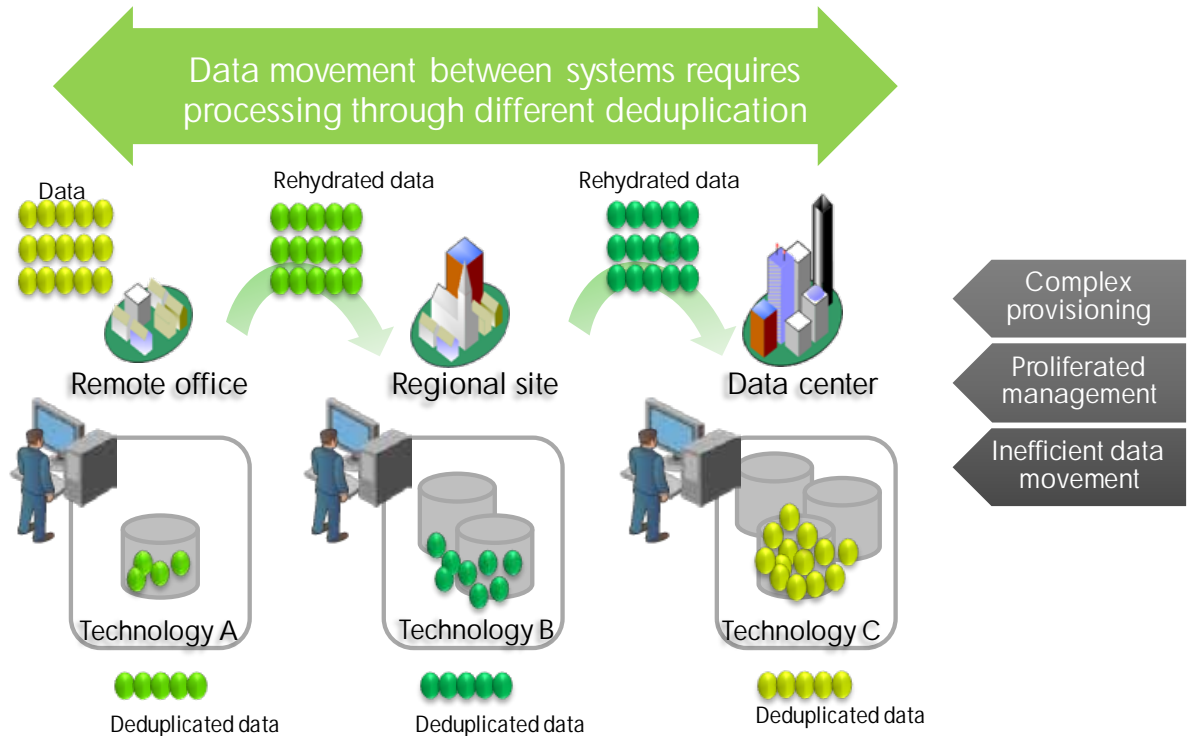 Data movement between systems requires
processing through different deduplication
Data
Rehydrated data
Rehydrated data
Remote office
Regional site
Data center
Complex
provisioning
Proliferated
management
Inefficient data
movement
Technology A
Technology B
Technology C
Deduplicated data
Deduplicated data
Deduplicated data